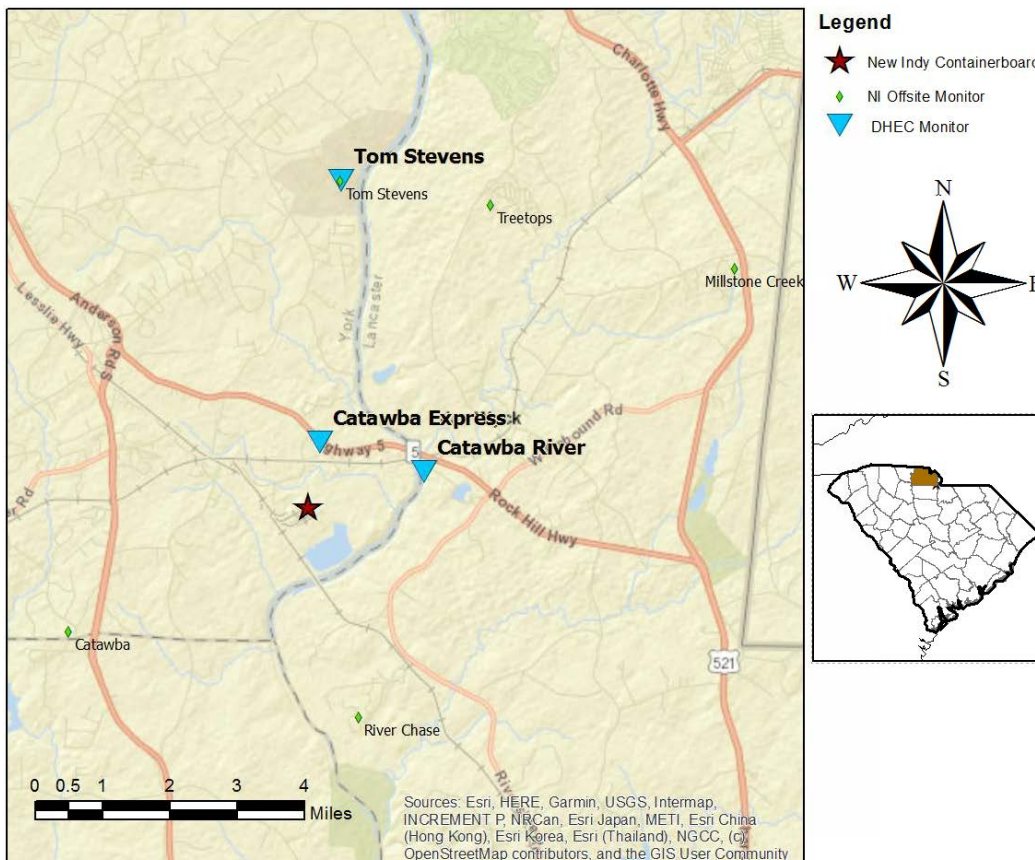 Legend
New Indy Containerboard
NI Offsite Monitor
DHEC Monitor
Charlotte Hwy
Tom Stevens
Tom Stevens
Treetops
Millstone Creek
Lesslie Hwy
Anderson Rd S
York
Lancaster
Catawba Express
Highway 5
5
Catawba River
Rd
Rock Hill Hwy
521
Catawba
River Chase
N
W
E
S
0 0.5 1 2 3 4
Miles
Sources: Esri, HERE, Garmin, USGS, Intermap,
INCREMENT P, NRCan, Esri Japan, METI, Esri China
(Hong Kong), Esri Korea, Esri (Thailand), NGCC, (c)
OpenStreetMap contributors, and the GIS User Community